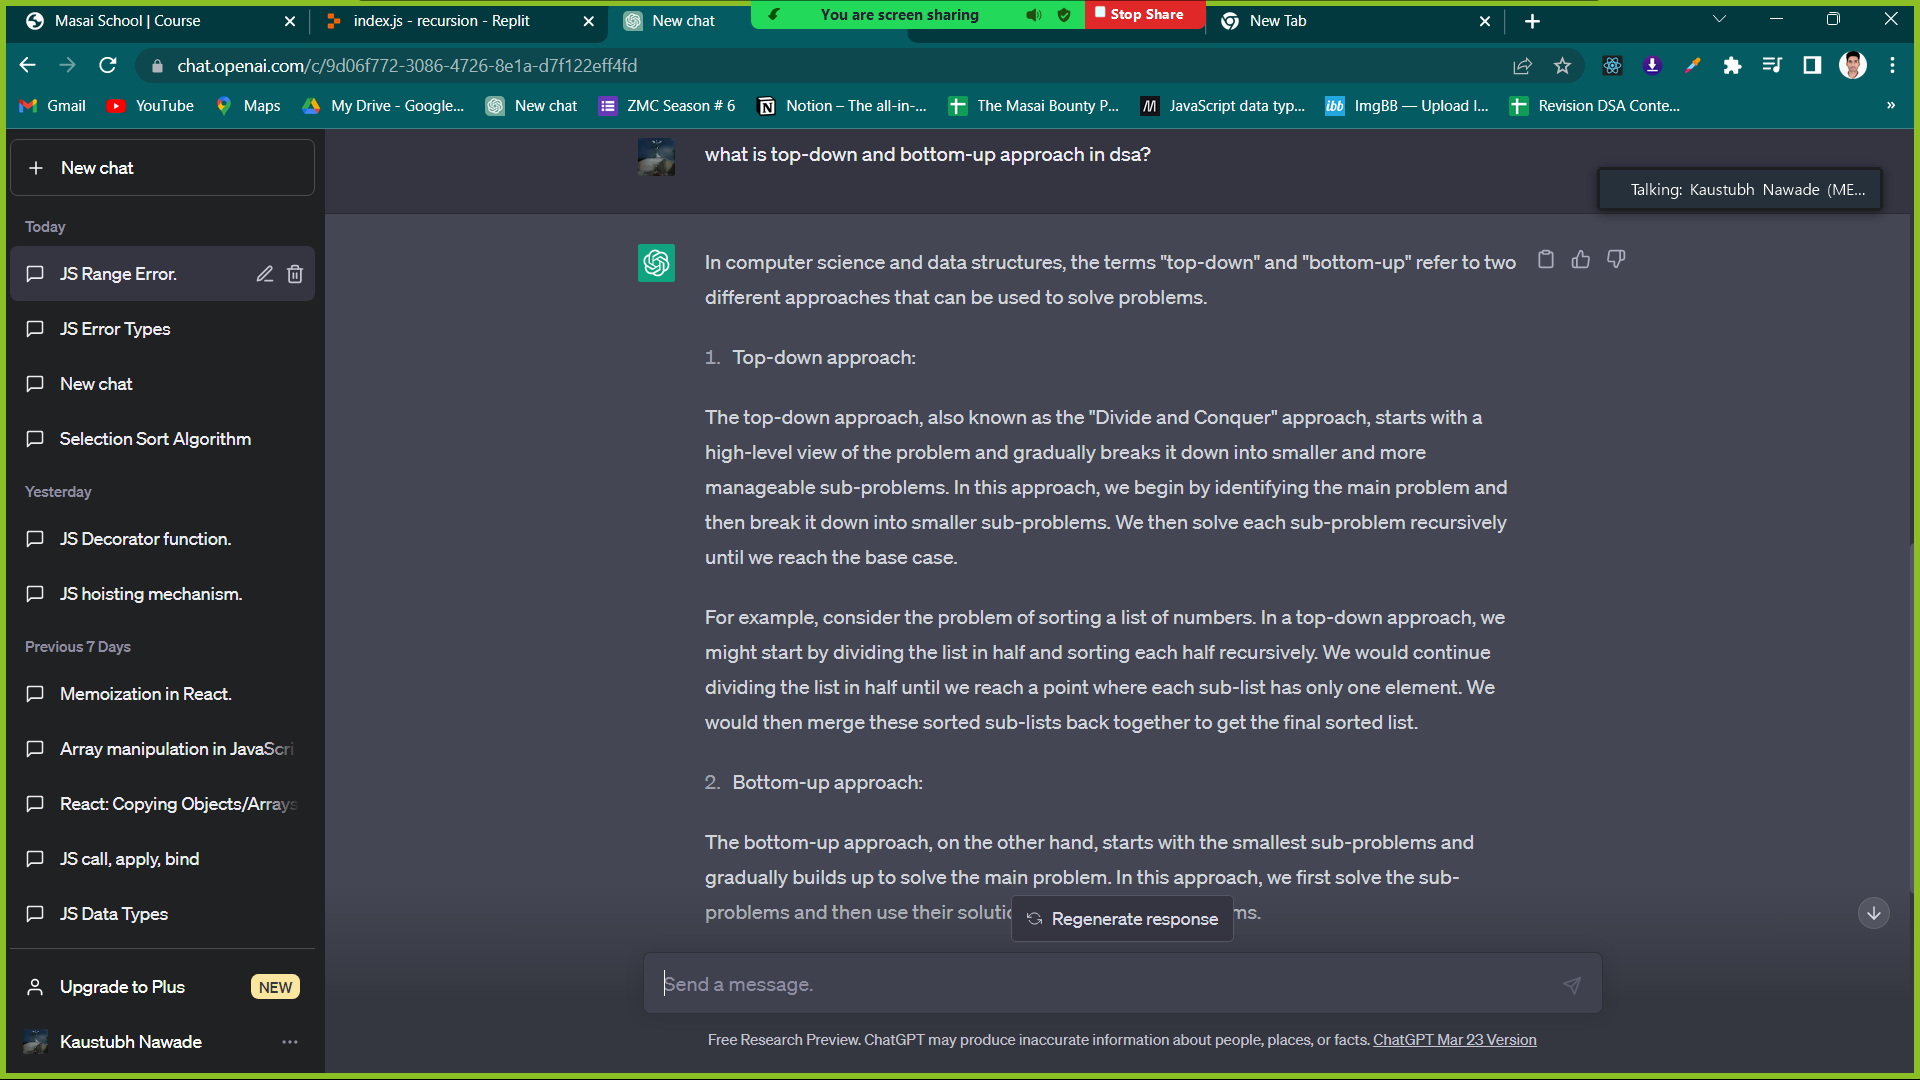 Masai School | Course
index.js - recursion - Replit
New chat
You are screen sharing
Stop Share
New Tab
chat.openai.com/c/9d06f772-3086-4726-8e1a-d7f122eff4fd
Gmail
YouTube
Maps
My Drive - Google...
New chat
ZMC Season # 6
Notion – The all-in-...
The Masai Bounty P...
JavaScript data typ...
ibb
ImgBB — Upload I...
Revision DSA Conte...
»
New chat
Today
JS Range Error.
JS Error Types
New chat
Selection Sort Algorithm
Yesterday
JS Decorator function.
JS hoisting mechanism.
Previous 7 Days
Memoization in React.
Array manipulation in JavaScri
React: Copying Objects/Arrays
JS call, apply, bind
JS Data Types
Upgrade to Plus
NEW
Kaustubh Nawade
what is top-down and bottom-up approach in dsa?
Talking: Kaustubh Nawade (ME...
In computer science and data structures, the terms "top-down" and "bottom-up" refer to two
different approaches that can be used to solve problems.
1. Top-down approach:
The top-down approach, also known as the "Divide and Conquer" approach, starts with a
high-level view of the problem and gradually breaks it down into smaller and more
manageable sub-problems. In this approach, we begin by identifying the main problem and
then break it down into smaller sub-problems. We then solve each sub-problem recursively
until we reach the base case.
For example, consider the problem of sorting a list of numbers. In a top-down approach, we
might start by dividing the list in half and sorting each half recursively. We would continue
dividing the list in half until we reach a point where each sub-list has only one element. We
would then merge these sorted sub-lists back together to get the final sorted list.
2. Bottom-up approach:
The bottom-up approach, on the other hand, starts with the smallest sub-problems and
gradually builds up to solve the main problem. In this approach, we first solve the sub-
problems and then use their solutio
ms.
Regenerate response
Send a message.
Free Research Preview. ChatGPT may produce inaccurate information about people, places, or facts. ChatGPT Mar 23 Version